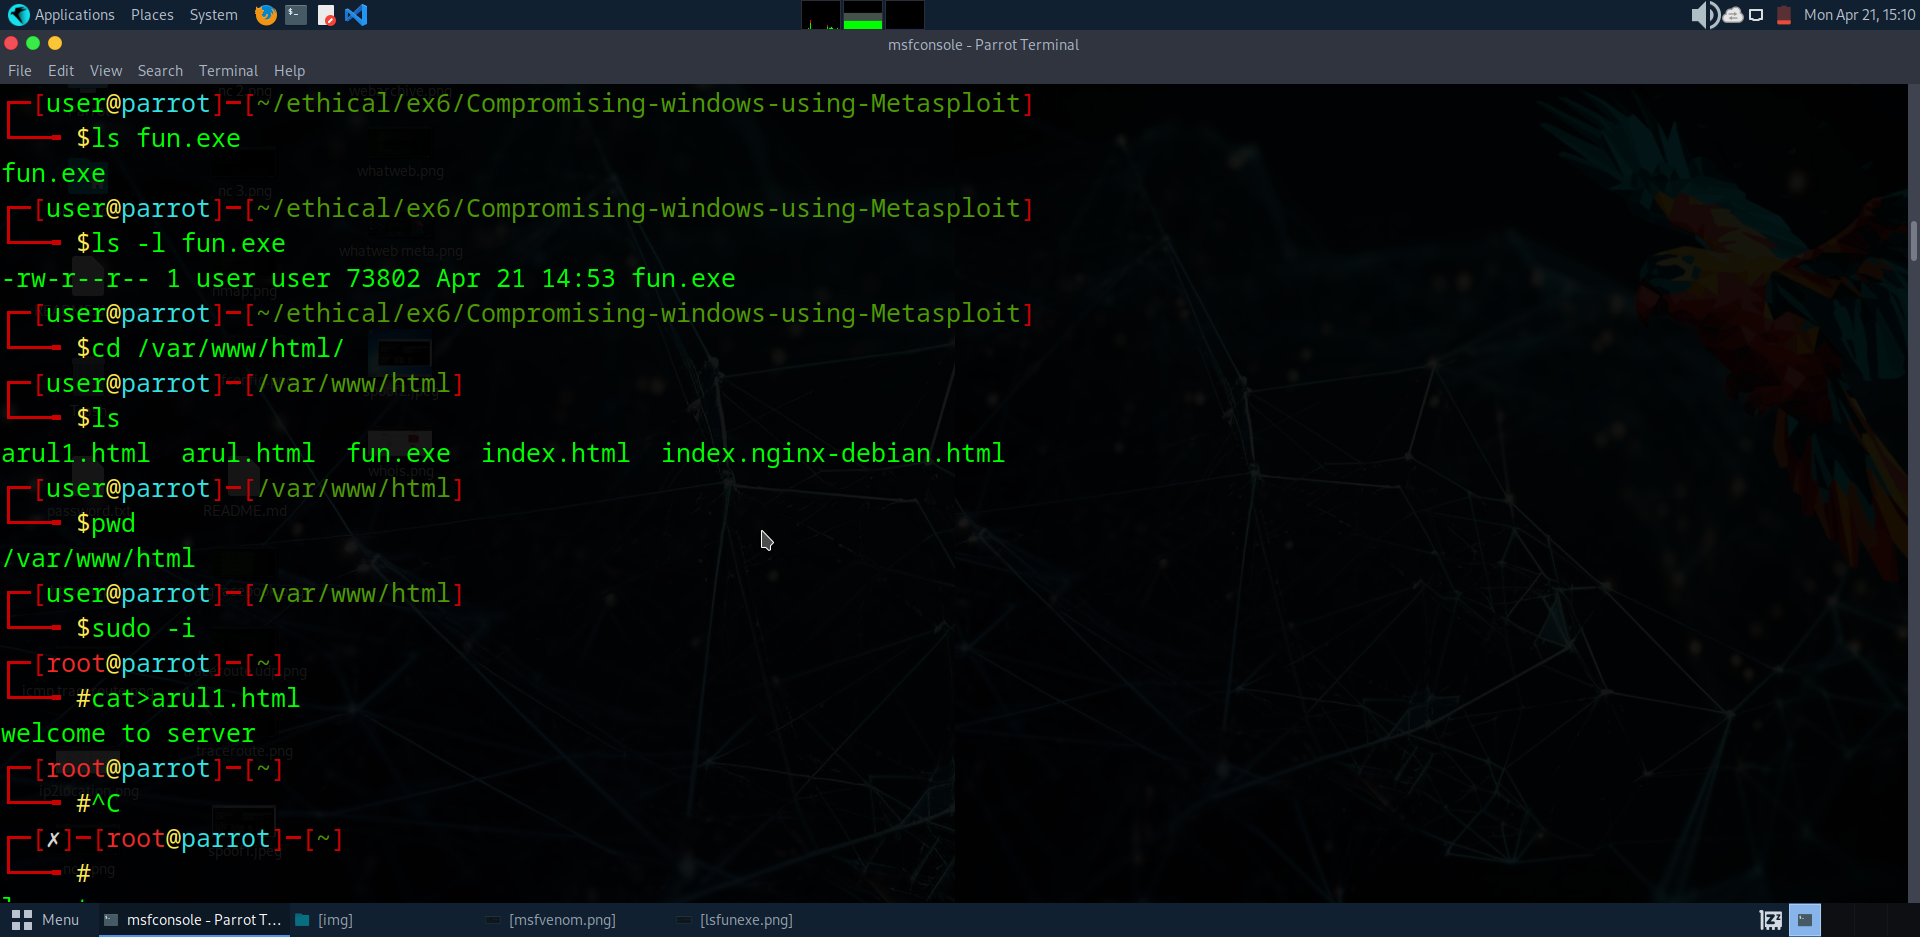 Applications Places System Mon Apr 21, 15:10
msfconsole - Parrot Terminal
File Edit View Search Terminal Help
[user@parrot]─[~/ethical/ex6/Compromising-windows-using-Metasploit]
$ls fun.exe
fun.exe
[user@parrot]─[~/ethical/ex6/Compromising-windows-using-Metasploit]
$ls -l fun.exe
-rw-r--r-- 1 user user 73802 Apr 21 14:53 fun.exe
[user@parrot]─[~/ethical/ex6/Compromising-windows-using-Metasploit]
$cd /var/www/html/
[user@parrot]─[/var/www/html]
$ls
arul1.html arul.html fun.exe index.html index.nginx-debian.html
[user@parrot]─[/var/www/html]
$pwd
/var/www/html
[user@parrot]─[/var/www/html]
$sudo -i
[root@parrot]─[~]
#cat>arul1.html
welcome to server
[root@parrot]─[~]
#^C
[✗]─[root@parrot]─[~]
#
Menu msfconsole - Parrot T... [img] [msfvenom.png] [lsfunexe.png]